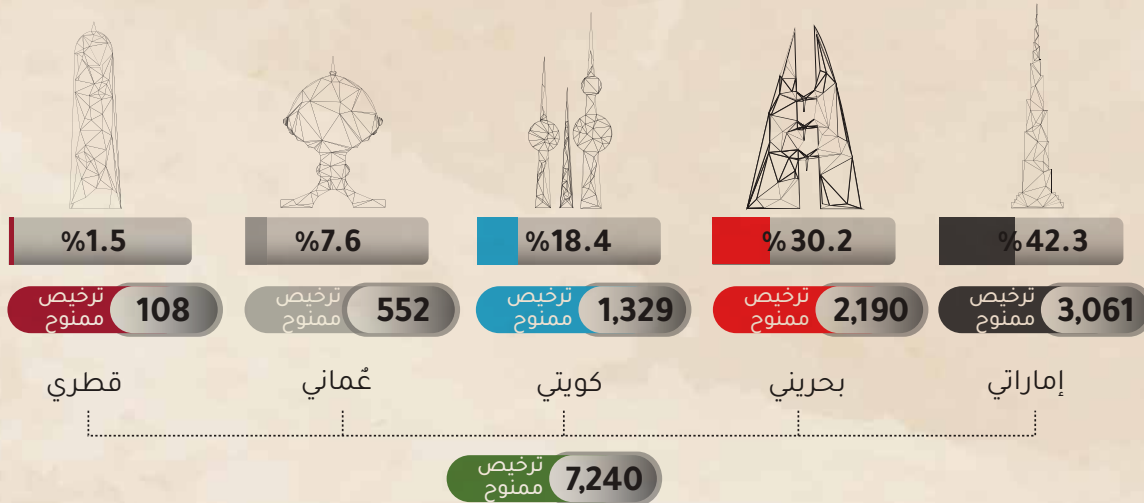 %42.3
%30.2
%18.4
%7.6
%1.5
3,061 ترخيص ممنوح
2,190 ترخيص ممنوح
1,329 ترخيص ممنوح
552 ترخيص ممنوح
108 ترخيص ممنوح
إماراتي
بحريني
كويتي
عُماني
قطري
7,240 ترخيص ممنوح